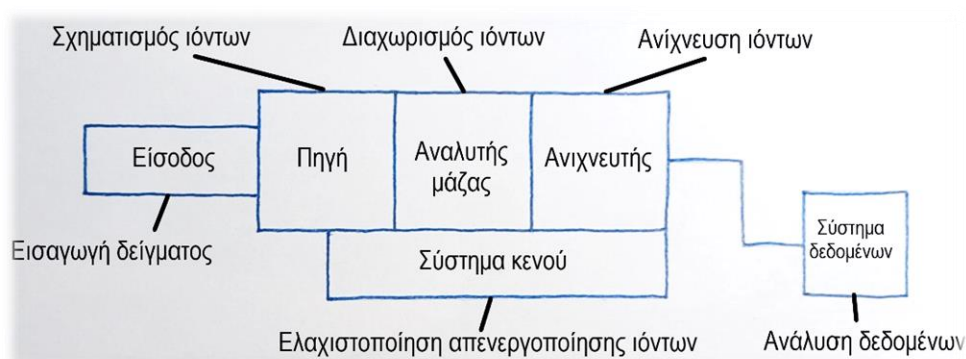 Σχηματισμός ιόντων
Διαχωρισμός ιόντων
Ανίχνευση ιόντων
Είσοδος
Πηγή
Αναλυτής
μάζας
Ανιχνευτής
Εισαγωγή δείγματος
Σύστημα κενού
Σύστημα
δεδομένων
Ελαχιστοποίηση απενεργοποίησης ιόντων
Ανάλυση δεδομένων